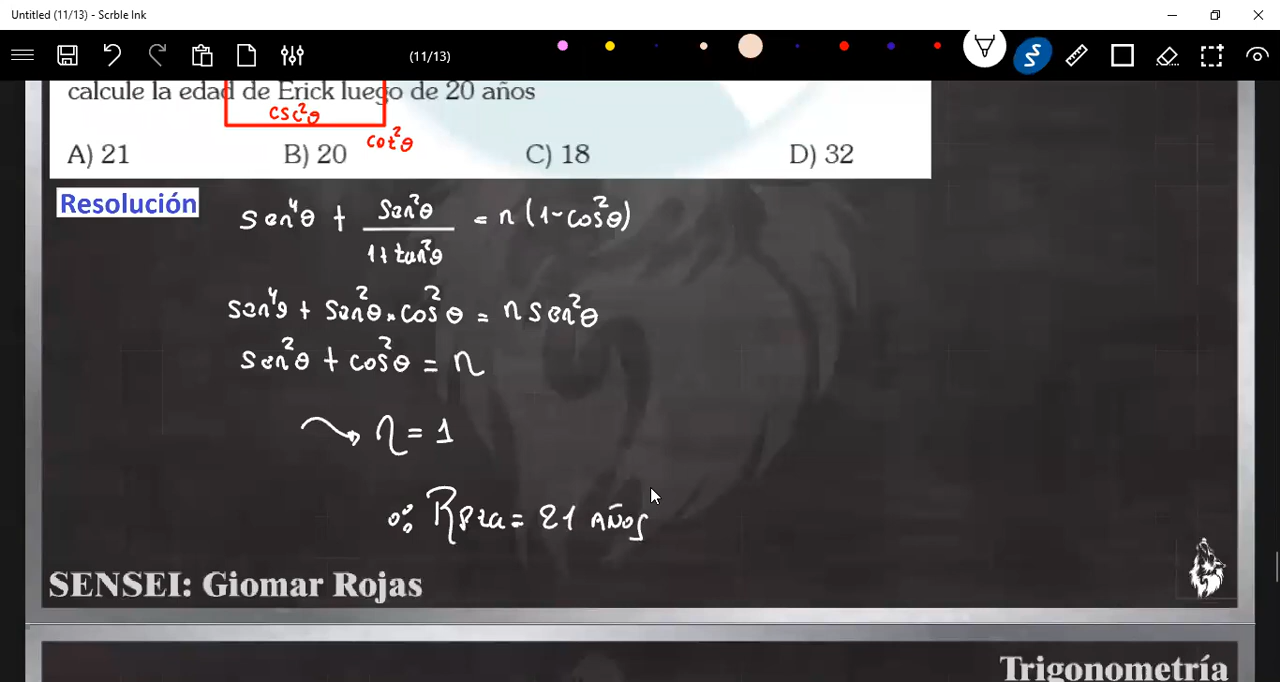 Untitled (11/13) - Scrble Ink
(11/13)
calcule la edad de Erick luego de 20 años
csc²θ
cot²θ
A) 21 B) 20 C) 18 D) 32
Resolución
sen⁴θ + sen²θ / 1+tan²θ = n(1-cos²θ)
sen⁴θ + sen²θ.cos²θ = n sen²θ
sen²θ + cos²θ = n
n = 1
Rpta = 21 AÑOS
SENSEI: Giomar Rojas
Trigonometría